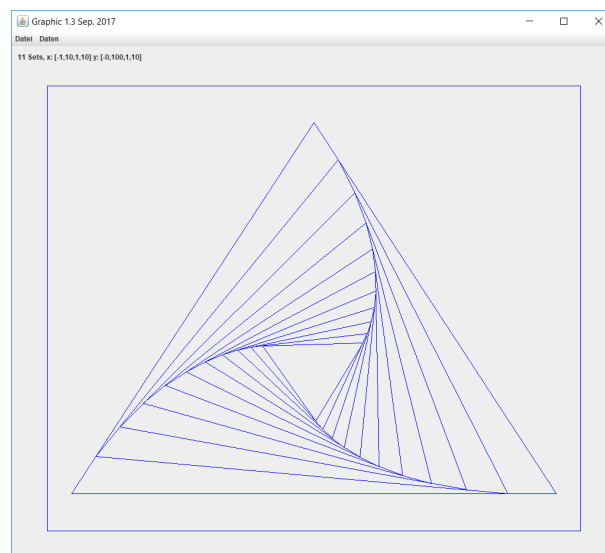 Graphic 1.3 Sep. 2017
Datei Daten
11 Sets, x: [-1,10,1,10] y: [-0,100,1,10]